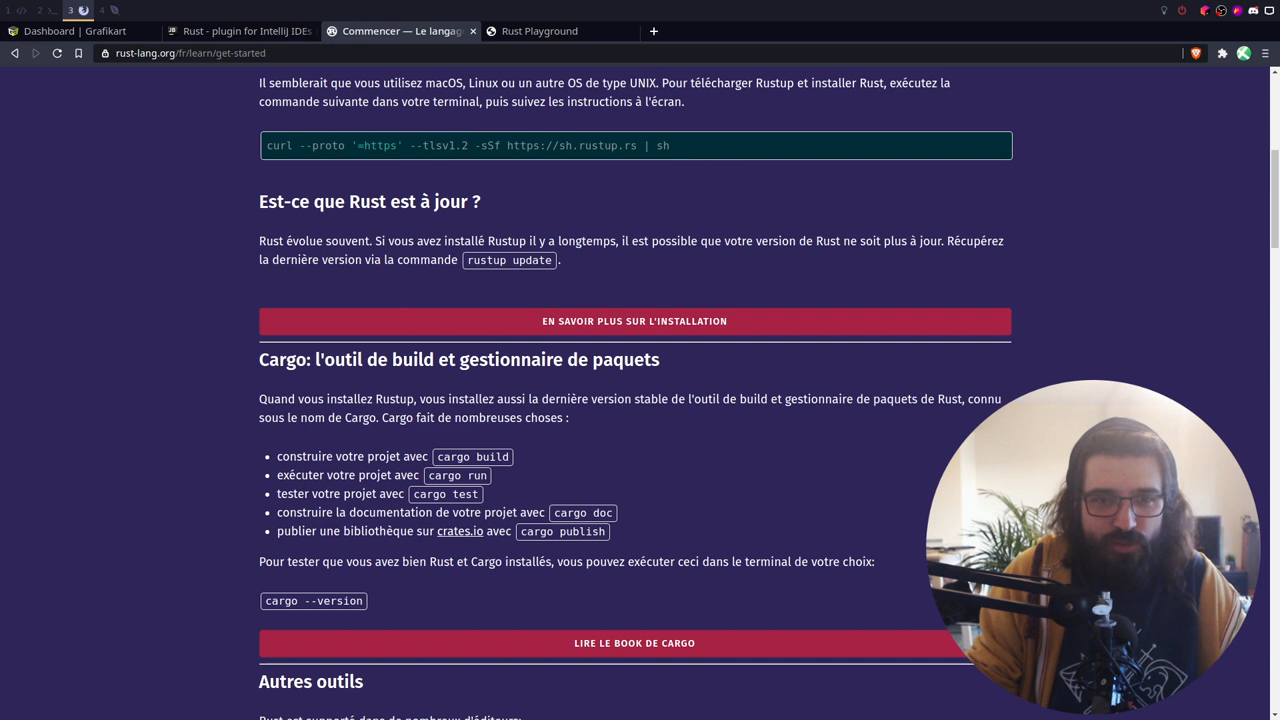 1 </> 2 >_ 3 4
Dashboard | Grafikart
Rust - plugin for IntelliJ IDEs
Commencer — Le langag
Rust Playground
rust-lang.org/fr/learn/get-started
Il semblerait que vous utilisez macOS, Linux ou un autre OS de type UNIX. Pour télécharger Rustup et installer Rust, exécutez la
commande suivante dans votre terminal, puis suivez les instructions à l'écran.
curl --proto '=https' --tlsv1.2 -sSf https://sh.rustup.rs | sh
Est-ce que Rust est à jour ?
Rust évolue souvent. Si vous avez installé Rustup il y a longtemps, il est possible que votre version de Rust ne soit plus à jour. Récupérez
la dernière version via la commande rustup update.
EN SAVOIR PLUS SUR L'INSTALLATION
Cargo: l'outil de build et gestionnaire de paquets
Quand vous installez Rustup, vous installez aussi la dernière version stable de l'outil de build et gestionnaire de paquets de Rust, connu
sous le nom de Cargo. Cargo fait de nombreuses choses :
• construire votre projet avec cargo build
• exécuter votre projet avec cargo run
• tester votre projet avec cargo test
• construire la documentation de votre projet avec cargo doc
• publier une bibliothèque sur crates.io avec cargo publish
Pour tester que vous avez bien Rust et Cargo installés, vous pouvez exécuter ceci dans le terminal de votre choix:
cargo --version
LIRE LE BOOK DE CARGO
Autres outils
Rust est supporté dans de nombreux d'éditeurs: